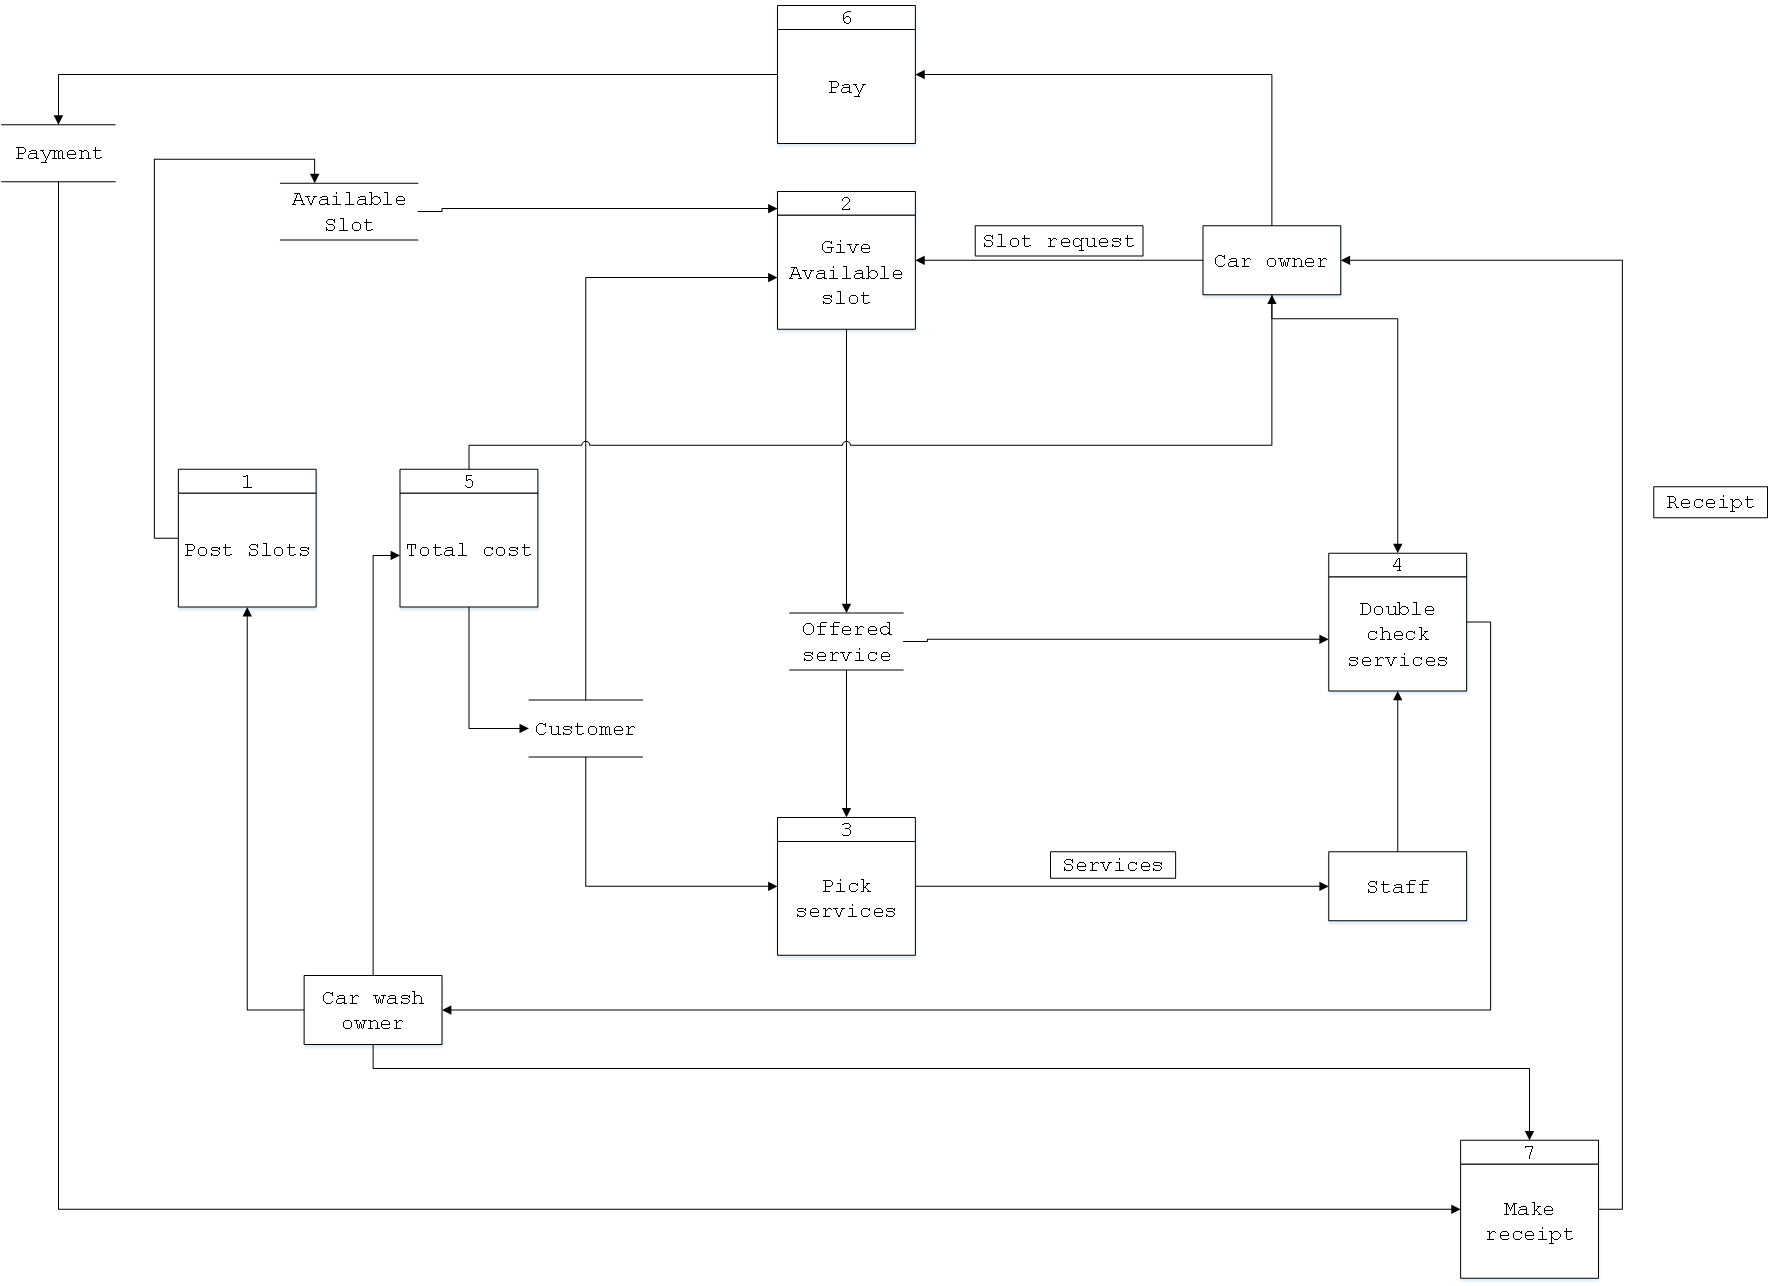 6
Pay
Payment
Available
Slot
2
Give
Available
slot
Slot request
Car owner
1
Post Slots
5
Total cost
Receipt
4
Double
check
services
Offered
service
Customer
3
Pick
services
Services
Staff
Car wash
owner
7
Make
receipt